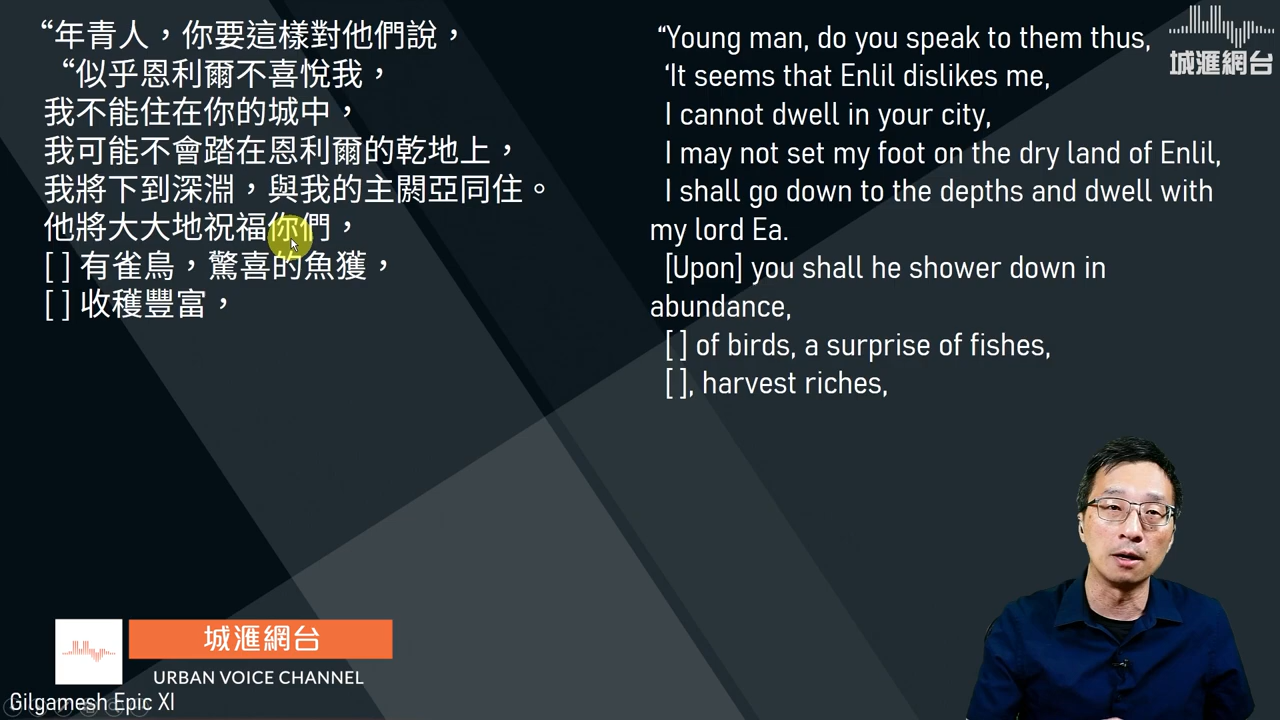 “年青人，你要這樣對他們說，
“似乎恩利爾不喜悅我，
我不能住在你的城中，
我可能不會踏在恩利爾的乾地上，
我將下到深淵，與我的主閼亞同住。
他將大大地祝福你們，
[ ] 有雀鳥，驚喜的魚獲，
[ ] 收穫豐富，
“Young man, do you speak to them thus,
‘It seems that Enlil dislikes me,
I cannot dwell in your city,
I may not set my foot on the dry land of Enlil,
I shall go down to the depths and dwell with
my lord Ea.
[Upon] you shall he shower down in
abundance,
[ ] of birds, a surprise of fishes,
[ ], harvest riches,
城滙網台
城滙網台
URBAN VOICE CHANNEL
Gilgamesh Epic XI